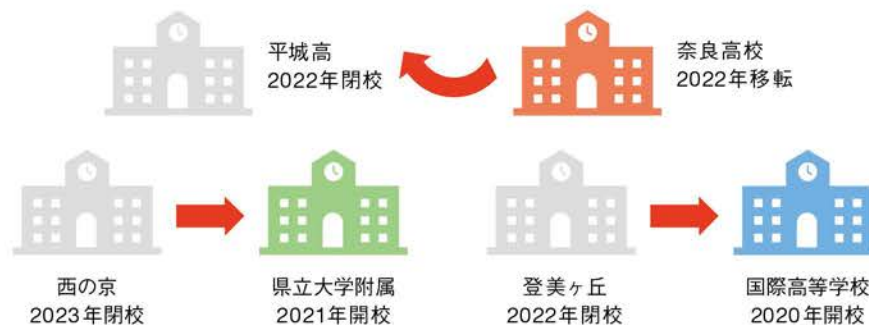 平城高
2022年閉校
奈良高校
2022年移転
西の京
2023年閉校
県立大学附属
2021年開校
登美ヶ丘
2022年閉校
国際高等学校
2020年開校